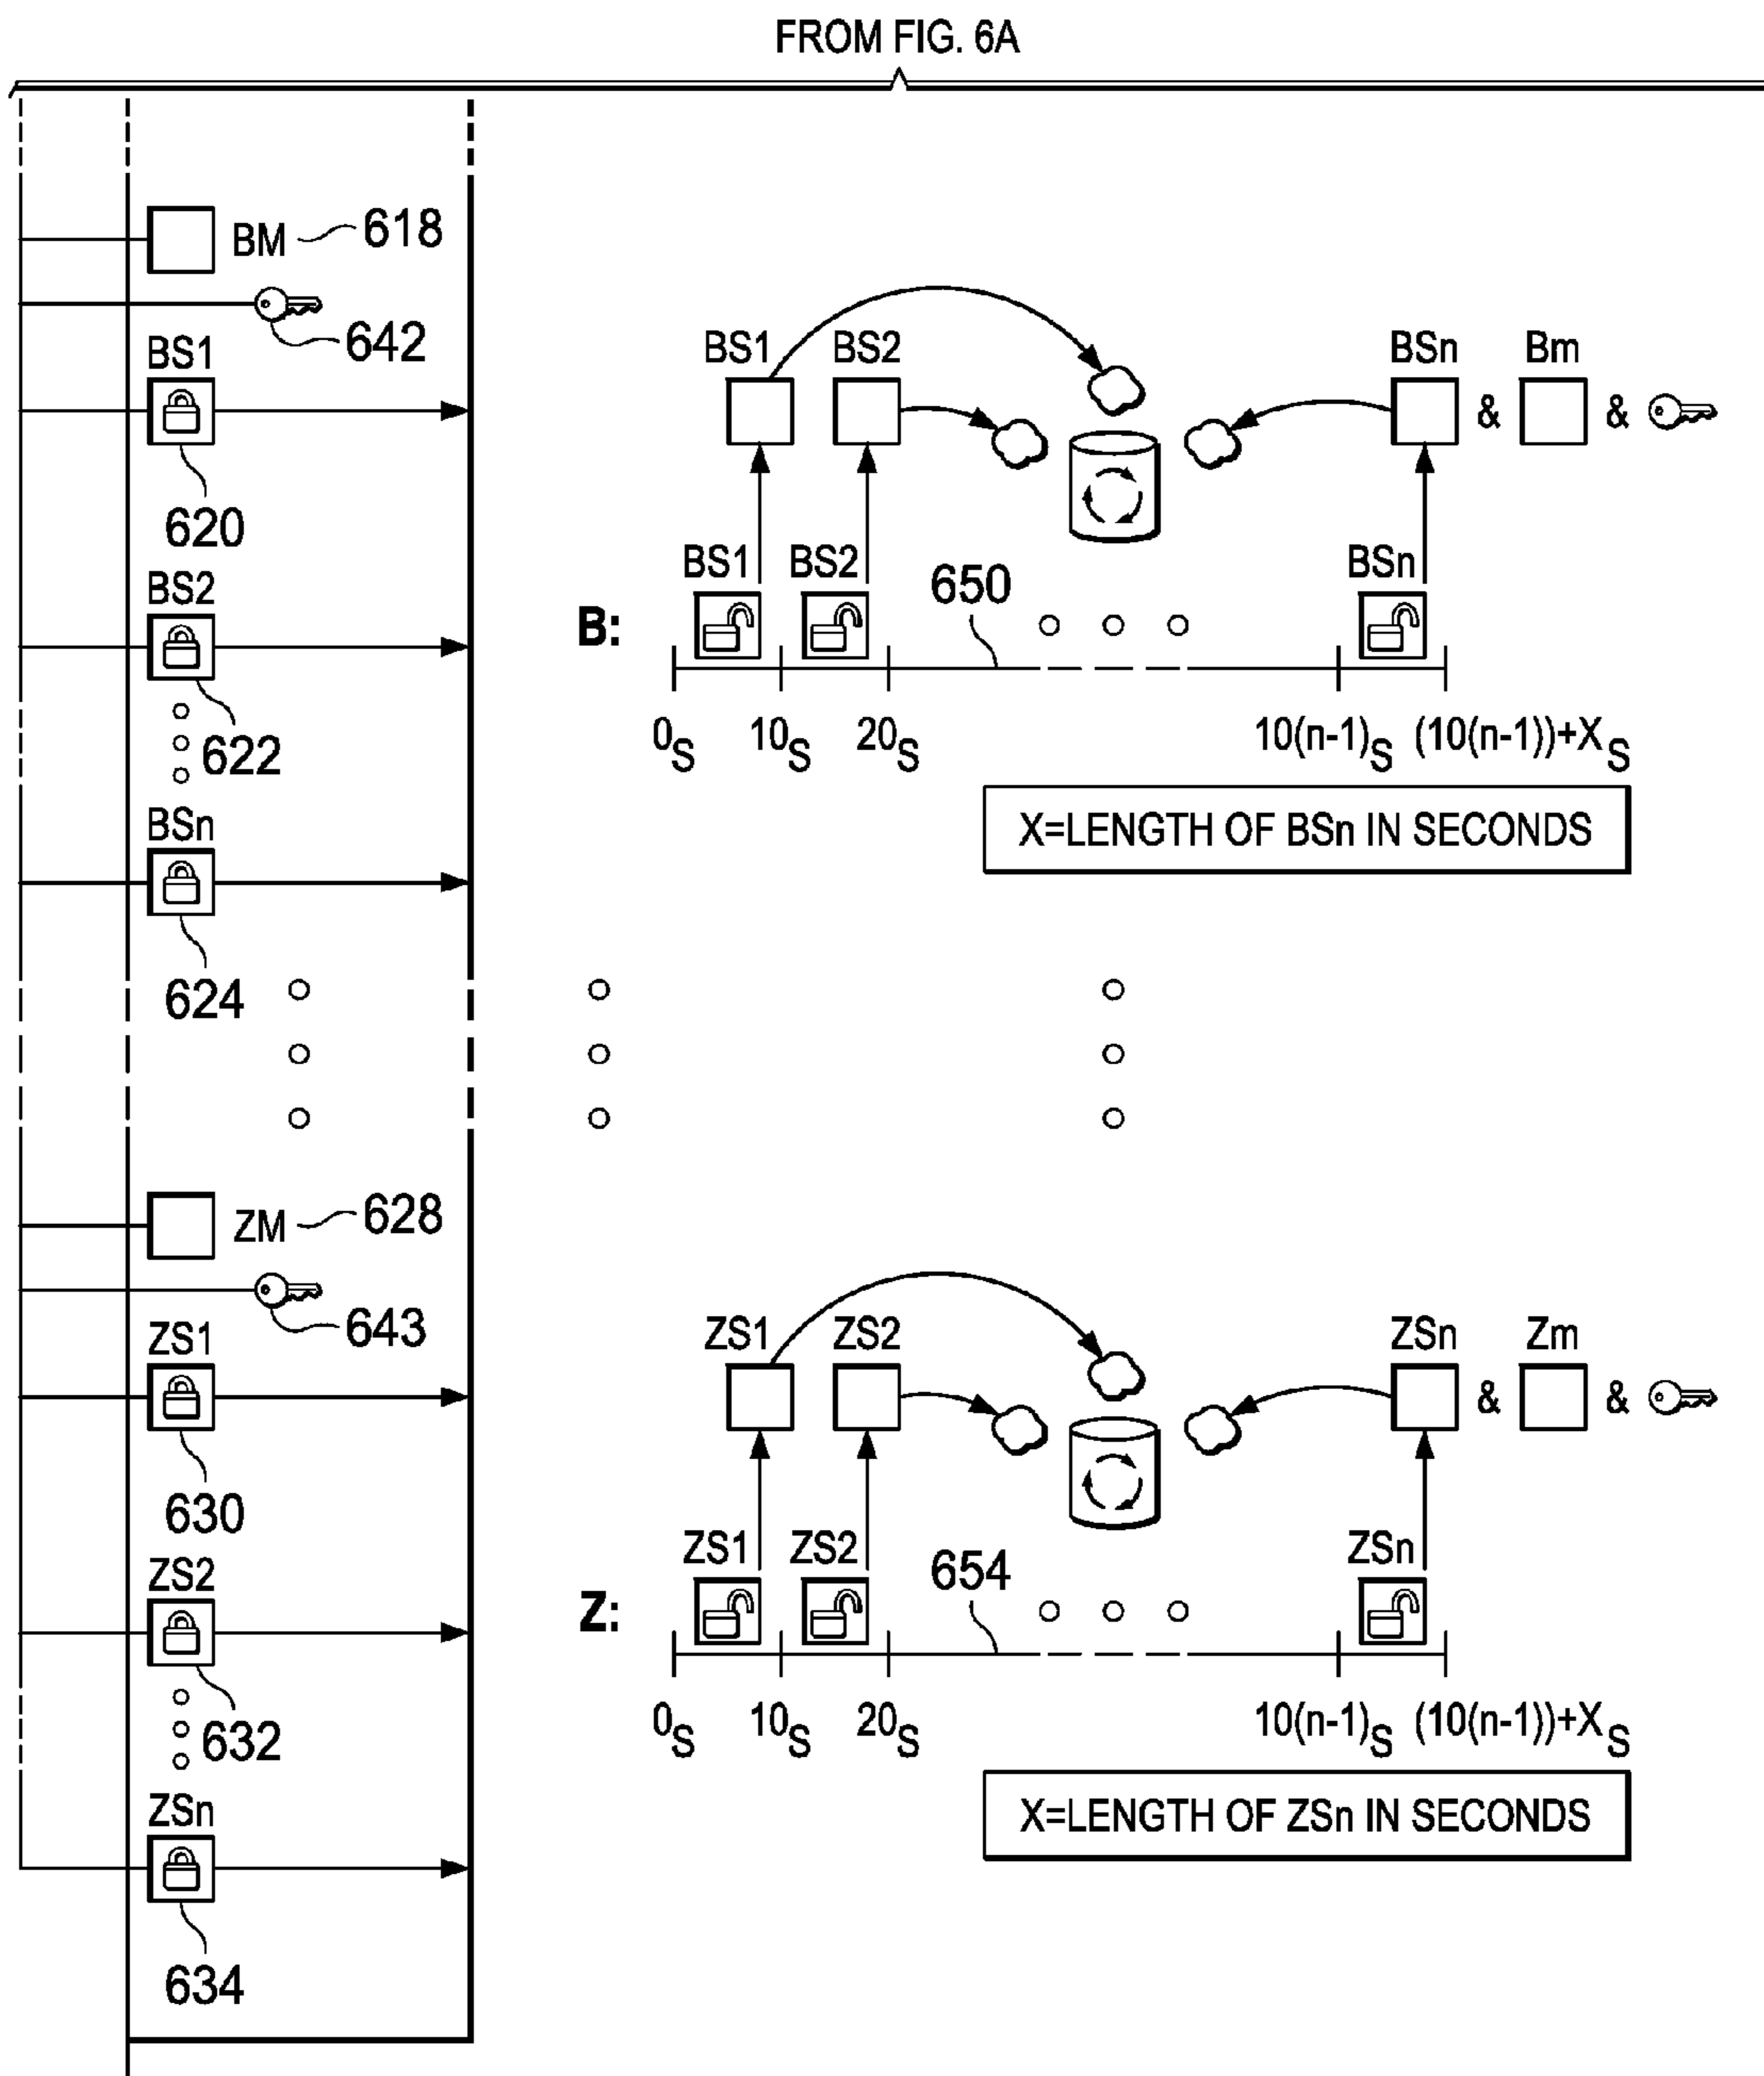 FROM FIG. 6A
BM 618
642
BS1
620
BS2
622
BSn
624
BS1 BS2 BSn & Bm &
BS1 BS2 650 BSn
B:
0S 10S 20S 10(n-1)S (10(n-1))+XS
X=LENGTH OF BSn IN SECONDS
ZM 628
643
ZS1
630
ZS2
632
ZSn
634
ZS1 ZS2 ZSn & Zm &
ZS1 ZS2 654 ZSn
Z:
0S 10S 20S 10(n-1)S (10(n-1))+XS
X=LENGTH OF ZSn IN SECONDS